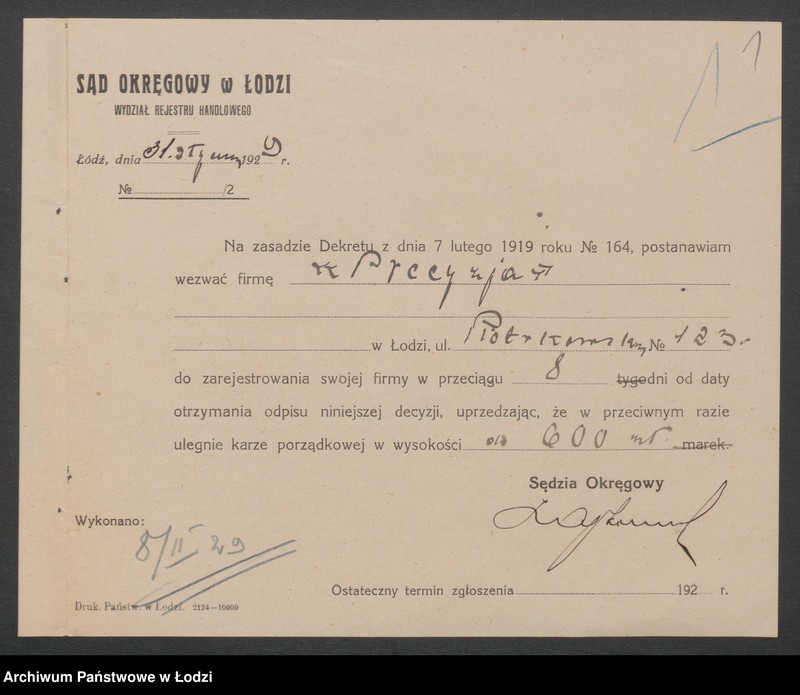 1
1
SĄD OKRĘGOWY w ŁODZI
WYDZIAŁ REJESTRU HANDLOWEGO
Łódź, dnia 31. styczn 1929 r.
№ /2
Na zasadzie Dekretu z dnia 7 lutego 1919 roku № 164, postanawiam
wezwać firmę "Precyzja"
w Łodzi, ul. Piotrkowska № 123.
do zarejestrowania swojej firmy w przeciągu 8 tygodni od daty
otrzymania odpisu niniejszej decyzji, uprzedzając, że w przeciwnym razie
ulegnie karze porządkowej w wysokości do 600 zł. marek.
Sędzia Okręgowy
Wykonano:
8/II 29
Ostateczny termin zgłoszenia 192 r.
Druk. Państw. w Łodzi. 2124—16000
Archiwum Państwowe w Łodzi